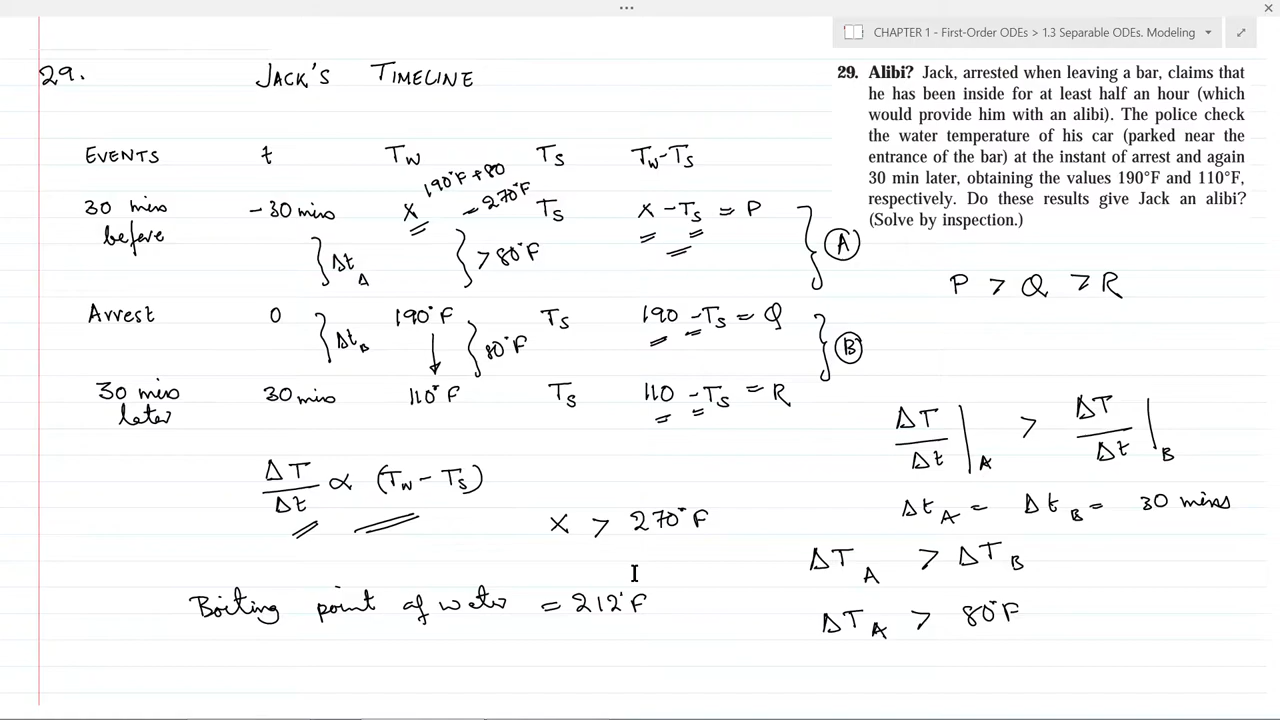 CHAPTER 1 - First-Order ODEs > 1.3 Separable ODEs. Modeling
29. JACK'S TIMELINE
EVENTS t Tw Ts Tw-Ts
190°F+80
=270°F
30 mins before -30 mins X Ts X -Ts = P
Δt A > 80°F A
Arrest 0 190°F Ts 190 -Ts = Q
Δt B 80°F B
30 mins later 30 mins 110°F Ts 110 -Ts = R
ΔT/Δt ∝ (Tw - Ts)
X > 270°F
Boiling point of water = 212°F
29. Alibi? Jack, arrested when leaving a bar, claims that
he has been inside for at least half an hour (which
would provide him with an alibi). The police check
the water temperature of his car (parked near the
entrance of the bar) at the instant of arrest and again
30 min later, obtaining the values 190°F and 110°F,
respectively. Do these results give Jack an alibi?
(Solve by inspection.)
P > Q > R
ΔT/Δt |A > ΔT/Δt |B
Δt A = Δt B = 30 mins
ΔT A > ΔT B
ΔT A > 80°F